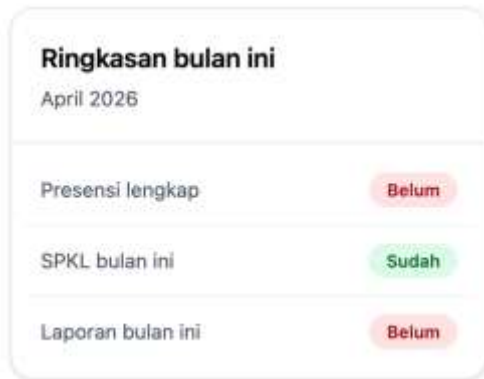 Ringkasan bulan ini
April 2026
Presensi lengkap Belum
SPKL bulan ini Sudah
Laporan bulan ini Belum